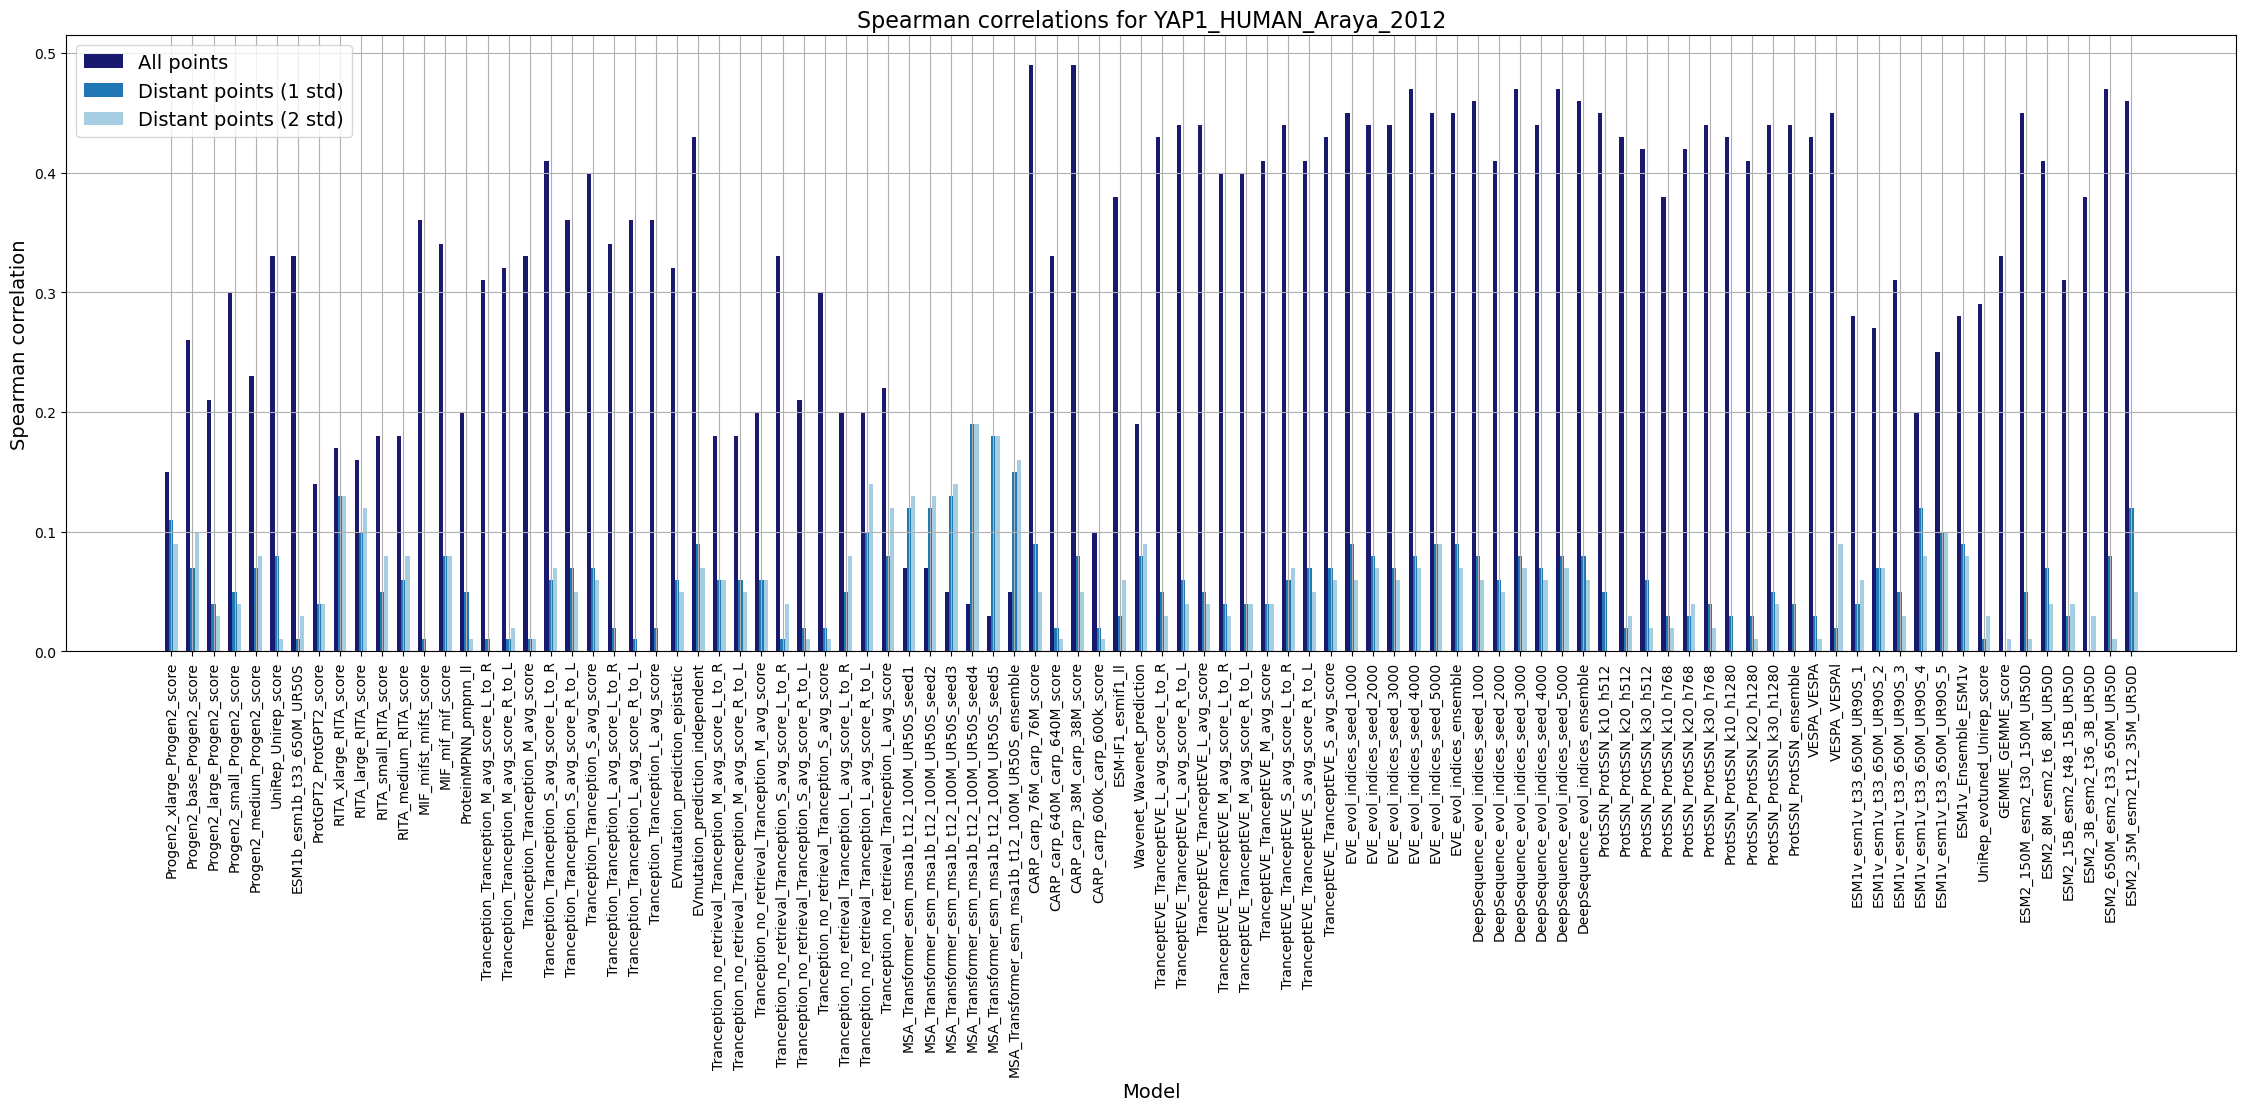 Spearman correlations for YAP1_HUMAN_Araya_2012
All points
Distant points (1 std)
Distant points (2 std)
Spearman correlation
0.5
0.4
0.3
0.2
0.1
0.0
Progen2_xlarge_Progen2_score
Progen2_base_Progen2_score
Progen2_large_Progen2_score
Progen2_small_Progen2_score
Progen2_medium_Progen2_score
UniRep_Unirep_score
ESM1b_esm1b_t33_650M_UR50S
ProtGPT2_ProtGPT2_score
RITA_xlarge_RITA_score
RITA_large_RITA_score
RITA_small_RITA_score
RITA_medium_RITA_score
MIF_mifst_mifst_score
MIF_mif_mif_score
ProteinMPNN_pmpnn_ll
Tranception_Tranception_M_avg_score_L_to_R
Tranception_Tranception_M_avg_score_R_to_L
Tranception_Tranception_M_avg_score
Tranception_Tranception_S_avg_score_L_to_R
Tranception_Tranception_S_avg_score_R_to_L
Tranception_Tranception_S_avg_score
Tranception_Tranception_L_avg_score_L_to_R
Tranception_Tranception_L_avg_score_R_to_L
Tranception_Tranception_L_avg_score
EVmutation_prediction_epistatic
EVmutation_prediction_independent
Tranception_no_retrieval_Tranception_M_avg_score_L_to_R
Tranception_no_retrieval_Tranception_M_avg_score_R_to_L
Tranception_no_retrieval_Tranception_M_avg_score
Tranception_no_retrieval_Tranception_S_avg_score_L_to_R
Tranception_no_retrieval_Tranception_S_avg_score_R_to_L
Tranception_no_retrieval_Tranception_S_avg_score
Tranception_no_retrieval_Tranception_L_avg_score_L_to_R
Tranception_no_retrieval_Tranception_L_avg_score_R_to_L
Tranception_no_retrieval_Tranception_L_avg_score
MSA_Transformer_esm_msa1b_t12_100M_UR50S_seed1
MSA_Transformer_esm_msa1b_t12_100M_UR50S_seed2
MSA_Transformer_esm_msa1b_t12_100M_UR50S_seed3
MSA_Transformer_esm_msa1b_t12_100M_UR50S_seed4
MSA_Transformer_esm_msa1b_t12_100M_UR50S_seed5
MSA_Transformer_esm_msa1b_t12_100M_UR50S_ensemble
CARP_carp_76M_carp_76M_score
CARP_carp_640M_carp_640M_score
CARP_carp_38M_carp_38M_score
CARP_carp_600k_carp_600k_score
ESM-IF1_esmif1_ll
Wavenet_Wavenet_prediction
TranceptEVE_TranceptEVE_L_avg_score_L_to_R
TranceptEVE_TranceptEVE_L_avg_score_R_to_L
TranceptEVE_TranceptEVE_L_avg_score
TranceptEVE_TranceptEVE_M_avg_score_L_to_R
TranceptEVE_TranceptEVE_M_avg_score_R_to_L
TranceptEVE_TranceptEVE_M_avg_score
TranceptEVE_TranceptEVE_S_avg_score_L_to_R
TranceptEVE_TranceptEVE_S_avg_score_R_to_L
TranceptEVE_TranceptEVE_S_avg_score
EVE_evol_indices_seed_1000
EVE_evol_indices_seed_2000
EVE_evol_indices_seed_3000
EVE_evol_indices_seed_4000
EVE_evol_indices_seed_5000
EVE_evol_indices_ensemble
DeepSequence_evol_indices_seed_1000
DeepSequence_evol_indices_seed_2000
DeepSequence_evol_indices_seed_3000
DeepSequence_evol_indices_seed_4000
DeepSequence_evol_indices_seed_5000
DeepSequence_evol_indices_ensemble
ProtSSN_ProtSSN_k10_h512
ProtSSN_ProtSSN_k20_h512
ProtSSN_ProtSSN_k30_h512
ProtSSN_ProtSSN_k10_h768
ProtSSN_ProtSSN_k20_h768
ProtSSN_ProtSSN_k30_h768
ProtSSN_ProtSSN_k10_h1280
ProtSSN_ProtSSN_k20_h1280
ProtSSN_ProtSSN_k30_h1280
ProtSSN_ProtSSN_ensemble
VESPA_VESPA
VESPA_VESPAl
ESM1v_esm1v_t33_650M_UR90S_1
ESM1v_esm1v_t33_650M_UR90S_2
ESM1v_esm1v_t33_650M_UR90S_3
ESM1v_esm1v_t33_650M_UR90S_4
ESM1v_esm1v_t33_650M_UR90S_5
ESM1v_Ensemble_ESM1v
UniRep_evotuned_Unirep_score
GEMME_GEMME_score
ESM2_150M_esm2_t30_150M_UR50D
ESM2_8M_esm2_t6_8M_UR50D
ESM2_15B_esm2_t48_15B_UR50D
ESM2_3B_esm2_t36_3B_UR50D
ESM2_650M_esm2_t33_650M_UR50D
ESM2_35M_esm2_t12_35M_UR50D
Model